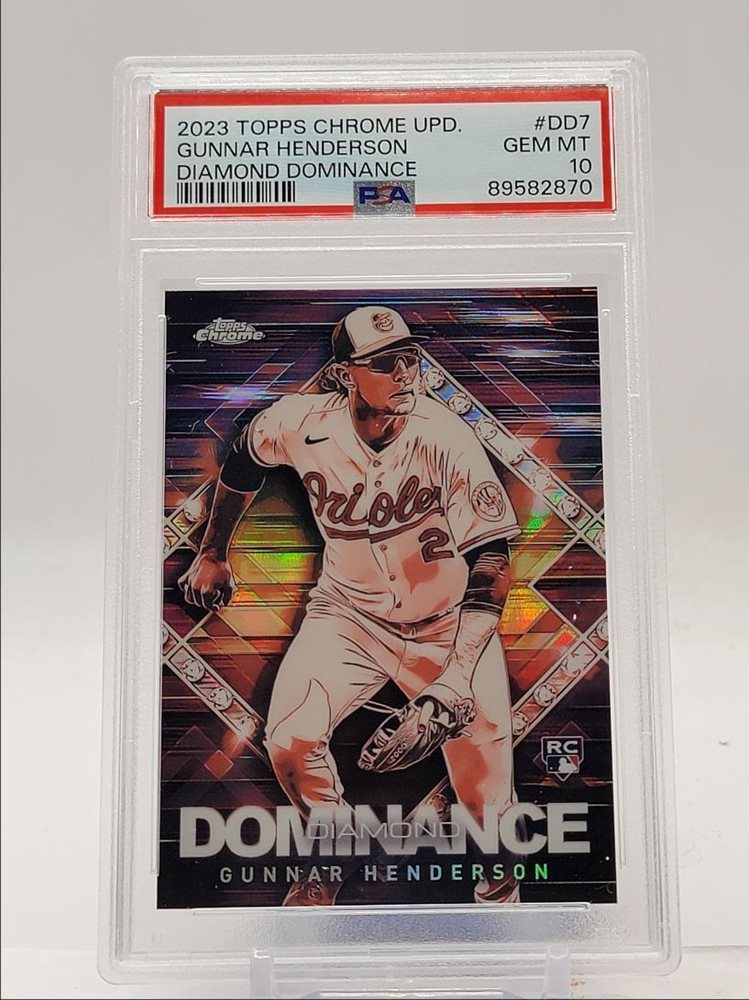 2023 TOPPS CHROME UPD. #DD7
GUNNAR HENDERSON GEM MT
DIAMOND DOMINANCE 10
PSA 89582870
Topps
Chrome
Orioles
2
RC
DOMINANCE
DIAMOND
GUNNAR HENDERSON